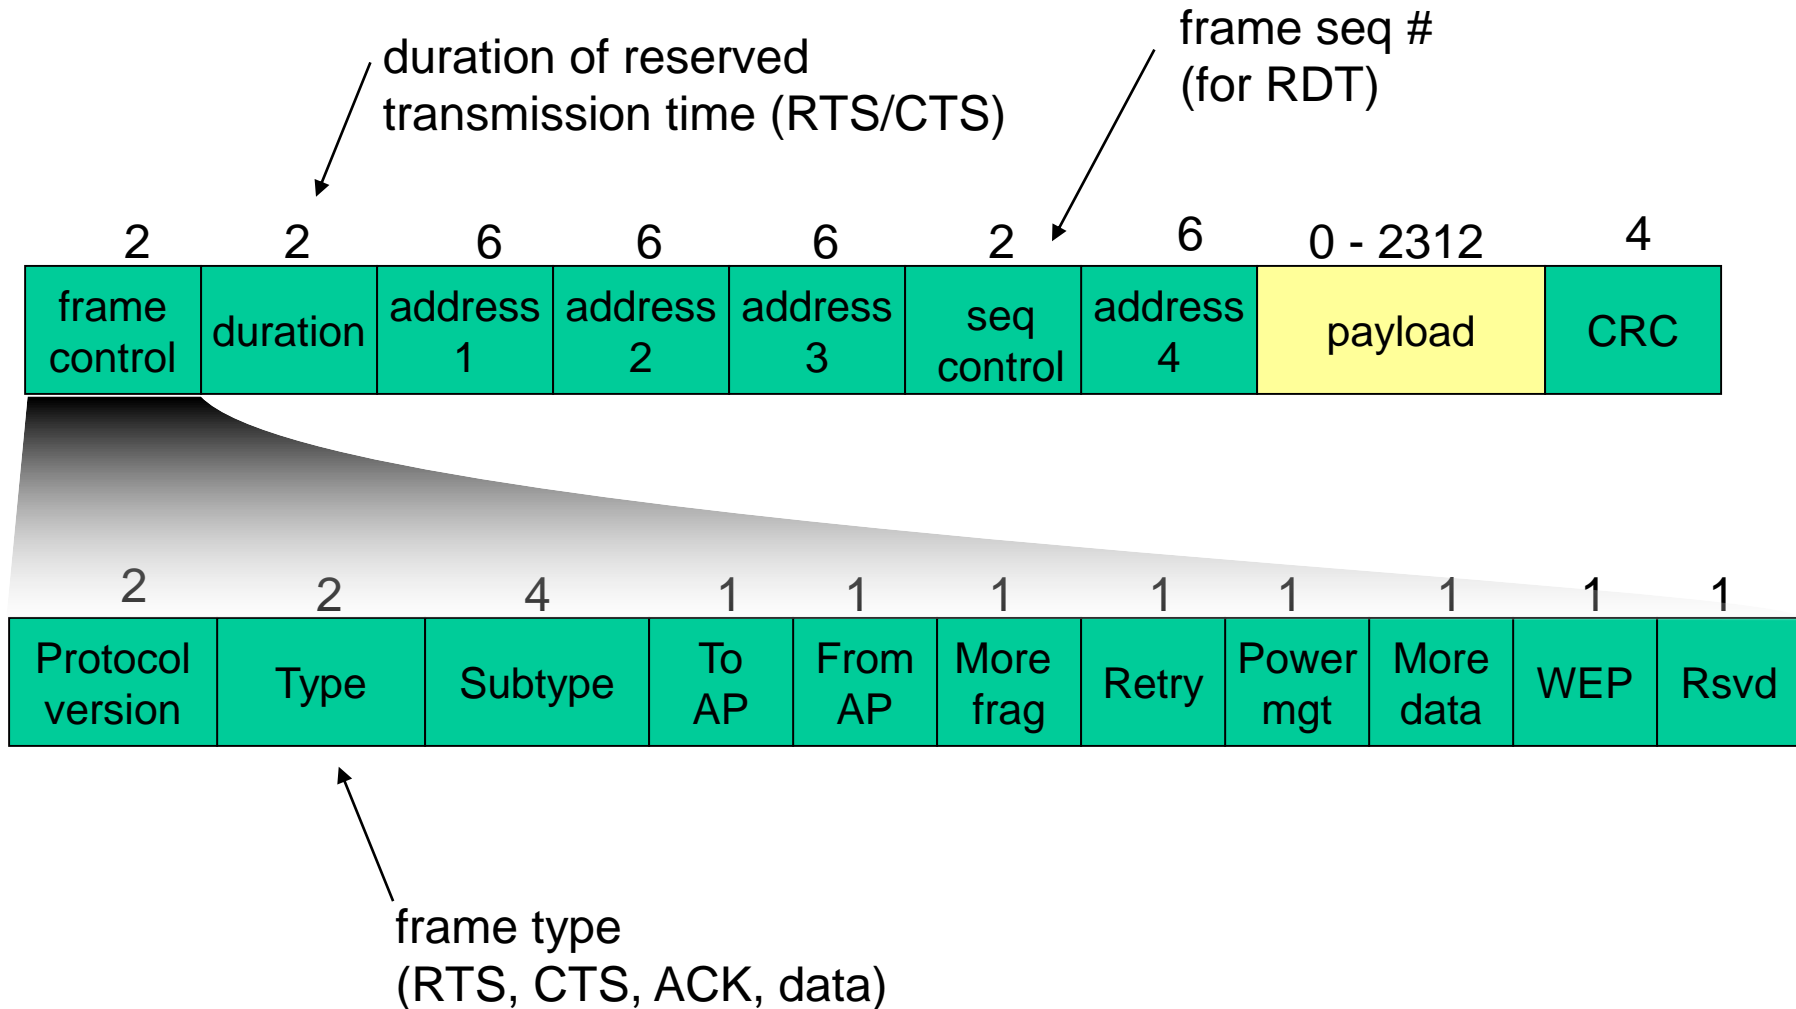 duration of reserved
transmission time (RTS/CTS)
frame seq #
(for RDT)
2 2 6 6 6 2 6 0 - 2312 4
frame
control
duration
address
1
address
2
address
3
seq
control
address
4
payload
CRC
2 2 4 1 1 1 1 1 1 1 1
Protocol
version
Type
Subtype
To
AP
From
AP
More
frag
Retry
Power
mgt
More
data
WEP
Rsvd
frame type
(RTS, CTS, ACK, data)